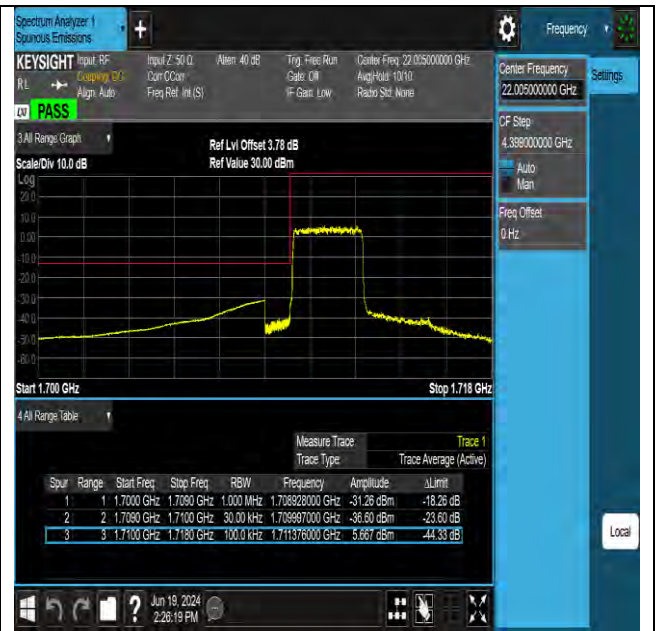 Spectrum Analyzer 1
Spurious Emissions
+
Frequency
KEYSIGHT Input: RF Input Z: 50 Ω Atten: 40 dB Trig: Free Run Center Freq: 22.005000000 GHz
RL Coupling: DC Corr CCorr Gate: Off Avg|Hold: 10/10
Align: Auto Freq Ref: Int (S) IF Gain: Low Radio Std: None
LXI PASS
Center Frequency
22.005000000 GHz
Settings
CF Step
4.399000000 GHz
Auto
Man
Freq Offset
0 Hz
3 All Range Graph
Ref Lvl Offset 3.78 dB
Scale/Div 10.0 dB Ref Value 30.00 dBm
Log
20.0
10.0
0.00
-10.0
-20.0
-30.0
-40.0
-50.0
-60.0
Start 1.700 GHz Stop 1.718 GHz
4 All Range Table
Measure Trace Trace 1
Trace Type Trace Average (Active)
Spur Range Start Freq Stop Freq RBW Frequency Amplitude ΔLimit
1 1 1.7000 GHz 1.7090 GHz 1.000 MHz 1.708928000 GHz -31.26 dBm -18.26 dB
2 2 1.7090 GHz 1.7100 GHz 30.00 kHz 1.709997000 GHz -36.60 dBm -23.60 dB
3 3 1.7100 GHz 1.7180 GHz 100.0 kHz 1.711376000 GHz 5.667 dBm -44.33 dB
Local
? Jun 19, 2024
2:26:19 PM